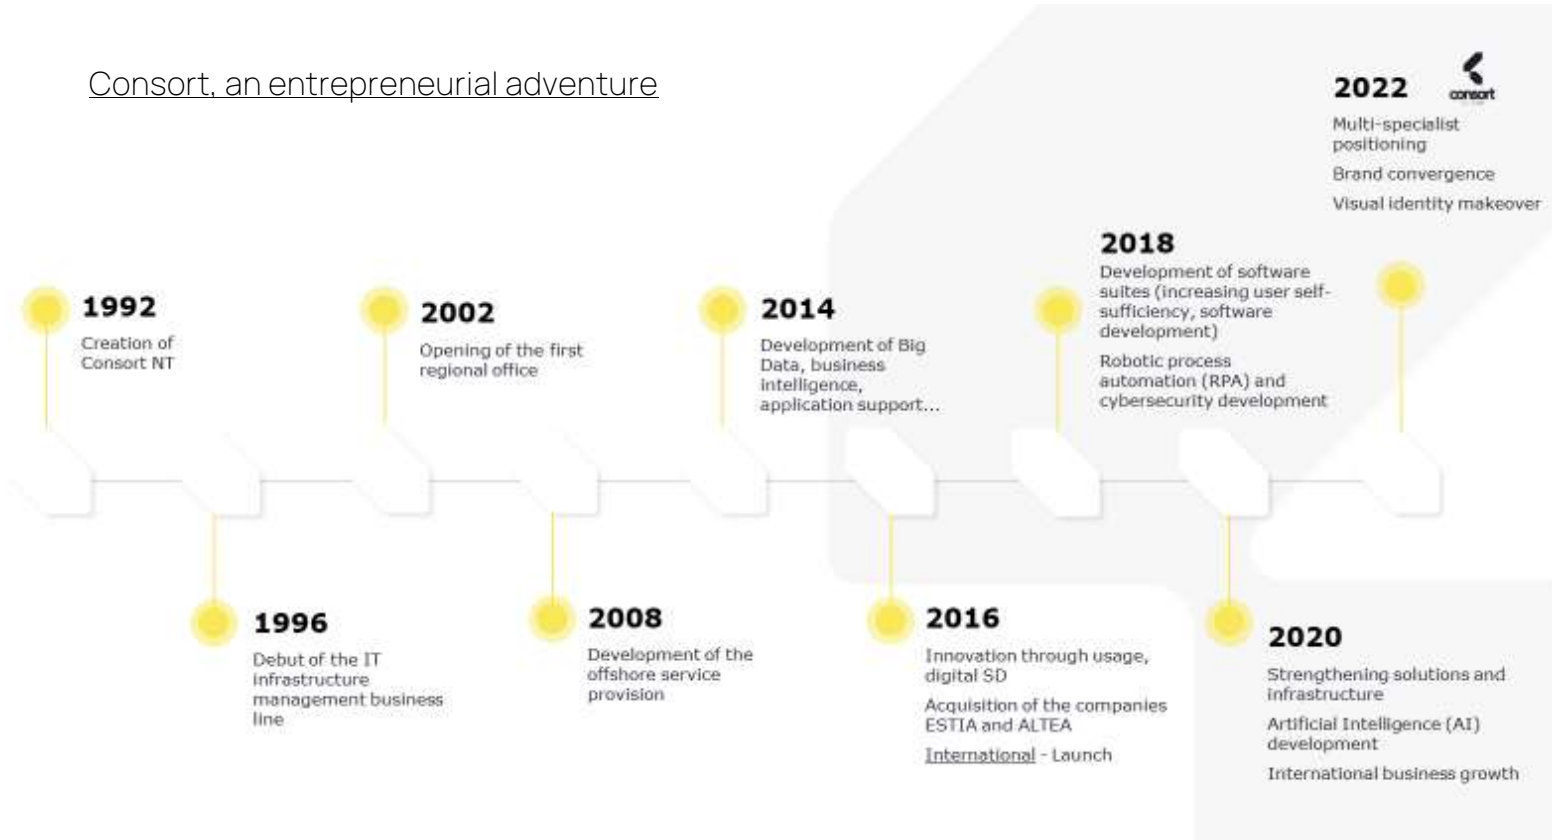 Consort, an entrepreneurial adventure
1992
Creation of
Consort NT
1996
Debut of the IT
infrastructure
management business
line
2002
Opening of the first
regional office
2008
Development of the
offshore service
provision
2014
Development of Big
Data, business
intelligence,
application support...
2016
Innovation through usage,
digital SD
Acquisition of the companies
ESTIA and ALTEA
International - Launch
2018
Development of software
suites (increasing user self-
sufficiency, software
development)
Robotic process
automation (RPA) and
cybersecurity development
2020
Strengthening solutions and
infrastructure
Artificial Intelligence (AI)
development
International business growth
2022
consort
Multi-specialist
positioning
Brand convergence
Visual identity makeover